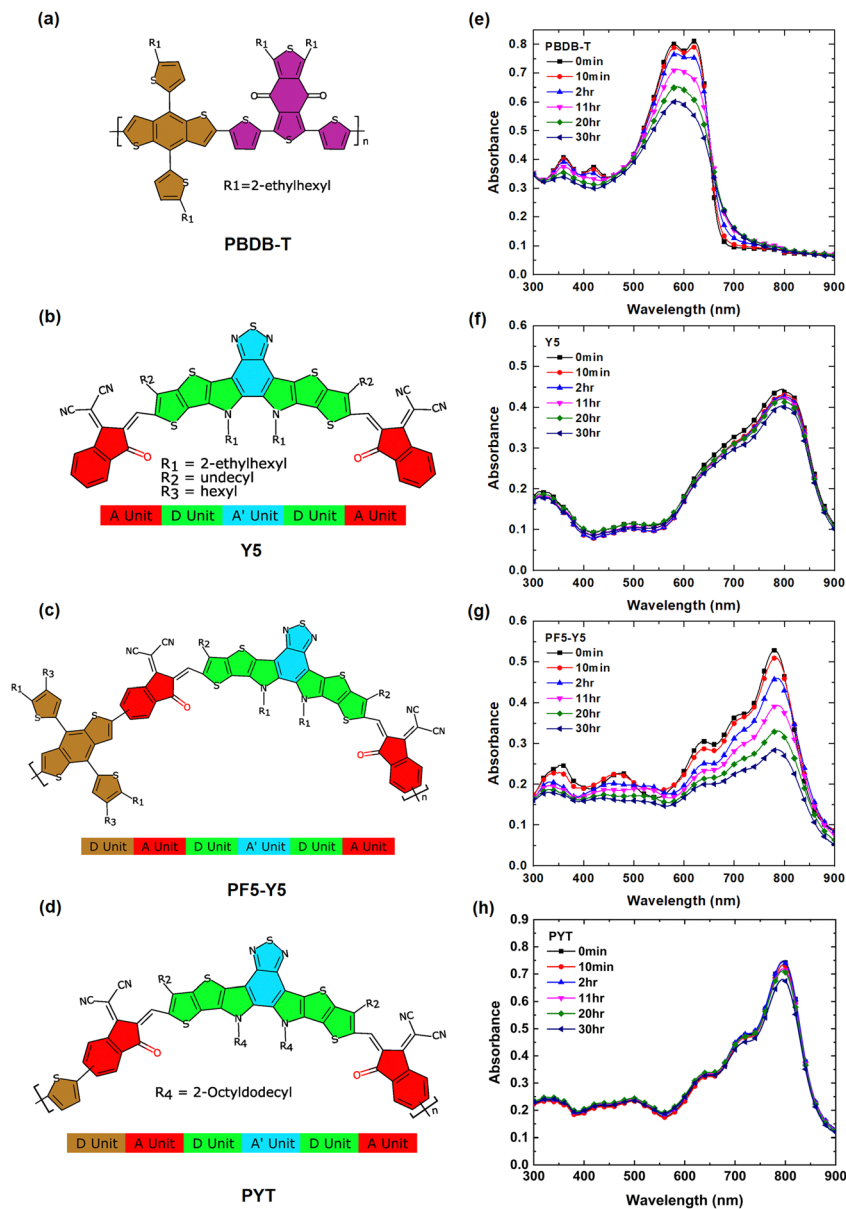 (a)
R1
S
S
S
R1
S
R1
S
O
O
S
S
S
n
R1=2-ethylhexyl
S
R1
PBDB-T
(e)
PBDB-T
0min
10min
2hr
11hr
20hr
30hr
0.8
0.7
0.6
0.5
0.4
0.3
0.2
0.1
0.0
Absorbance
300 400 500 600 700 800 900
Wavelength (nm)
(b)
S
N N
NC CN
R2 S S R2
NC CN
S N N S
O R1 R1 O
R1 = 2-ethylhexyl
R2 = undecyl
R3 = hexyl
A Unit D Unit A' Unit D Unit A Unit
Y5
(f)
Y5
0min
10min
2hr
11hr
20hr
30hr
0.6
0.5
0.4
0.3
0.2
0.1
0.0
Absorbance
300 400 500 600 700 800 900
Wavelength (nm)
(c)
NC CN
R2 S
N S N
S
R3
R1
S
O
S
N
R1
N
R1
S
R2
S
NC CN
O
S
S
S
R1
R3
n
D Unit A Unit D Unit A' Unit D Unit A Unit
PF5-Y5
(g)
PF5-Y5
0min
10min
2hr
11hr
20hr
30hr
0.6
0.5
0.4
0.3
0.2
0.1
0.0
Absorbance
300 400 500 600 700 800 900
Wavelength (nm)
(d)
S
N N
NC CN
R2 S S R2
NC CN
S N N S
O R4 R4 O
S
R4 = 2-Octyldodecyl
n
D Unit A Unit D Unit A' Unit D Unit A Unit
PYT
(h)
PYT
0min
10min
2hr
11hr
20hr
30hr
0.9
0.8
0.7
0.6
0.5
0.4
0.3
0.2
0.1
0.0
Absorbance
300 400 500 600 700 800 900
Wavelength (nm)